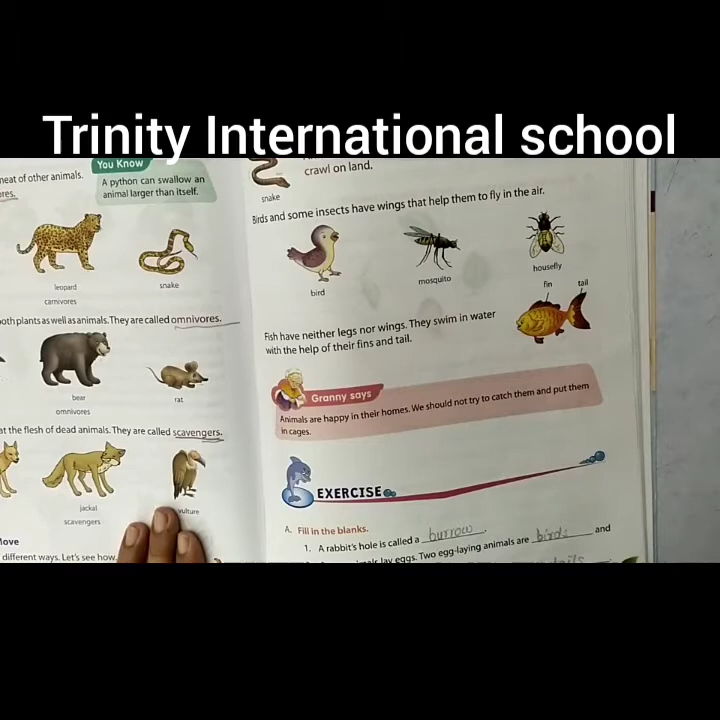 Trinity International school
meat of other animals.
You Know
A python can swallow an
animal larger than itself.
leopard
snake
carnivores
both plants as well as animals. They are called omnivores.
bear
rat
omnivores
at the flesh of dead animals. They are called scavengers.
jackal
vulture
scavengers
Move
different ways. Let's see how.
snake
crawl on land.
Birds and some insects have wings that help them to fly in the air.
bird
mosquito
housefly
fin
tail
Fish have neither legs nor wings. They swim in water
with the help of their fins and tail.
Granny says
Animals are happy in their homes. We should not try to catch them and put them
in cages.
EXERCISE
A. Fill in the blanks.
1. A rabbit's hole is called a burrow.
lay eggs. Two egg-laying animals are birds and